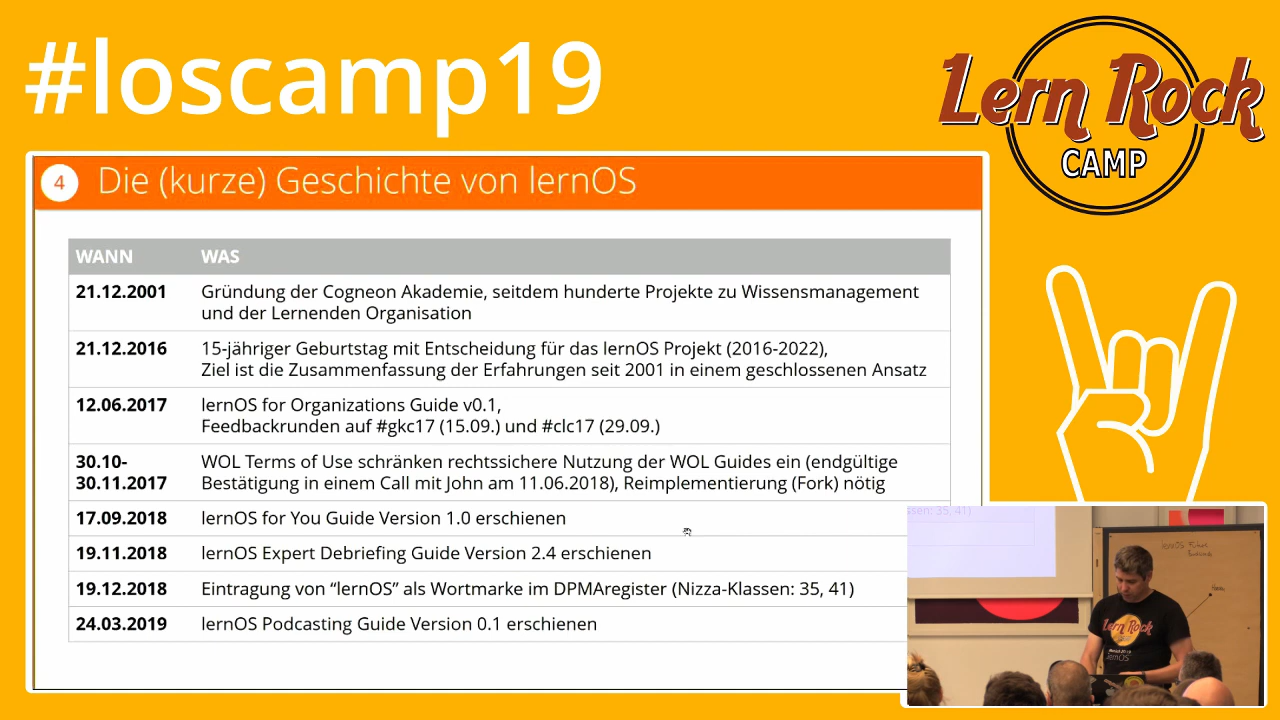 #loscamp19
Lern Rock
CAMP
4 Die (kurze) Geschichte von lernOS
WANN WAS
21.12.2001 Gründung der Cogneon Akademie, seitdem hunderte Projekte zu Wissensmanagement
und der Lernenden Organisation
21.12.2016 15-jähriger Geburtstag mit Entscheidung für das lernOS Projekt (2016-2022),
Ziel ist die Zusammenfassung der Erfahrungen seit 2001 in einem geschlossenen Ansatz
12.06.2017 lernOS for Organizations Guide v0.1,
Feedbackrunden auf #gkc17 (15.09.) und #clc17 (29.09.)
30.10- WOL Terms of Use schränken rechtssichere Nutzung der WOL Guides ein (endgültige
30.11.2017 Bestätigung in einem Call mit John am 11.06.2018), Reimplementierung (Fork) nötig
17.09.2018 lernOS for You Guide Version 1.0 erschienen
19.11.2018 lernOS Expert Debriefing Guide Version 2.4 erschienen
19.12.2018 Eintragung von “lernOS” als Wortmarke im DPMAregister (Nizza-Klassen: 35, 41)
24.03.2019 lernOS Podcasting Guide Version 0.1 erschienen
ssen: 35, 41)
lernOS
Lern Rock
lernOS